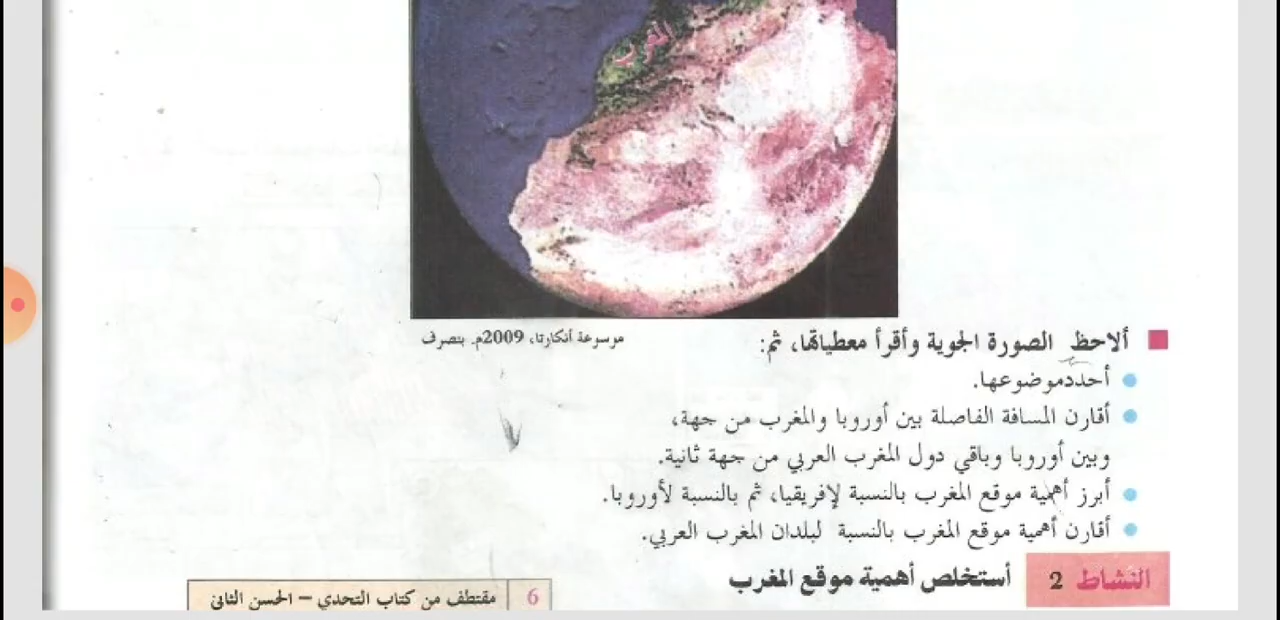 المغرب
موسوعة أنكارتا، 2009م. بتصرف
ألاحظ الصورة الجوية وأقرأ معطياتها، ثم:
أحددموضوعها.
أقارن المسافة الفاصلة بين أوروبا والمغرب من جهة،
وبين أوروبا وباقي دول المغرب العربي من جهة ثانية.
أبرز أهمية موقع المغرب بالنسبة لإفريقيا، ثم بالنسبة لأوروبا.
أقارن أهمية موقع المغرب بالنسبة لبلدان المغرب العربي.
النشاط 2 أستخلص أهمية موقع المغرب
6 مقتطف من كتاب التحدي – الحسن الثاني